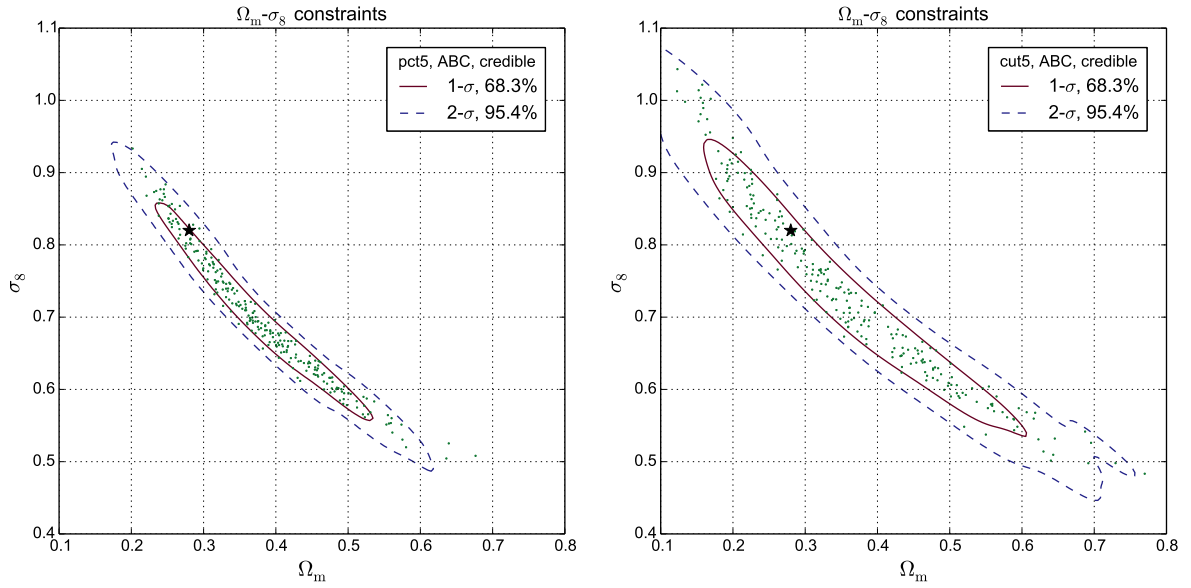 Ωm-σ8 constraints
1.1
1.0
0.9
0.8
0.7
0.6
0.5
0.4
σ8
pct5, ABC, credible
1-σ, 68.3%
2-σ, 95.4%
0.1 0.2 0.3 0.4 0.5 0.6 0.7 0.8
Ωm
Ωm-σ8 constraints
1.1
1.0
0.9
0.8
0.7
0.6
0.5
0.4
σ8
cut5, ABC, credible
1-σ, 68.3%
2-σ, 95.4%
0.1 0.2 0.3 0.4 0.5 0.6 0.7 0.8
Ωm